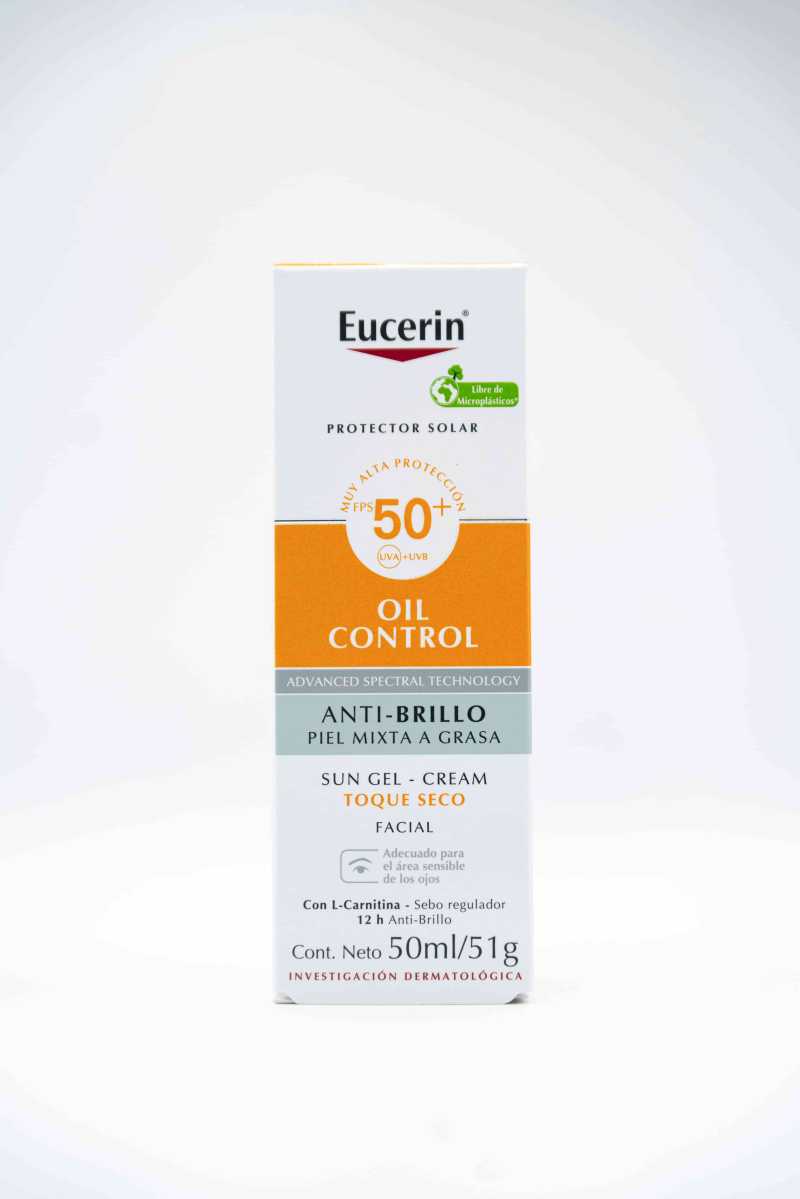 Eucerin®
Libre de
Microplásticos*
PROTECTOR SOLAR
MUY ALTA PROTECCIÓN
FPS 50+
UVA+UVB
OIL
CONTROL
ADVANCED SPECTRAL TECHNOLOGY
ANTI-BRILLO
PIEL MIXTA A GRASA
SUN GEL - CREAM
TOQUE SECO
FACIAL
Adecuado para
el área sensible
de los ojos
Con L-Carnitina - Sebo regulador
12 h Anti-Brillo
Cont. Neto 50ml/51g
INVESTIGACIÓN DERMATOLÓGICA